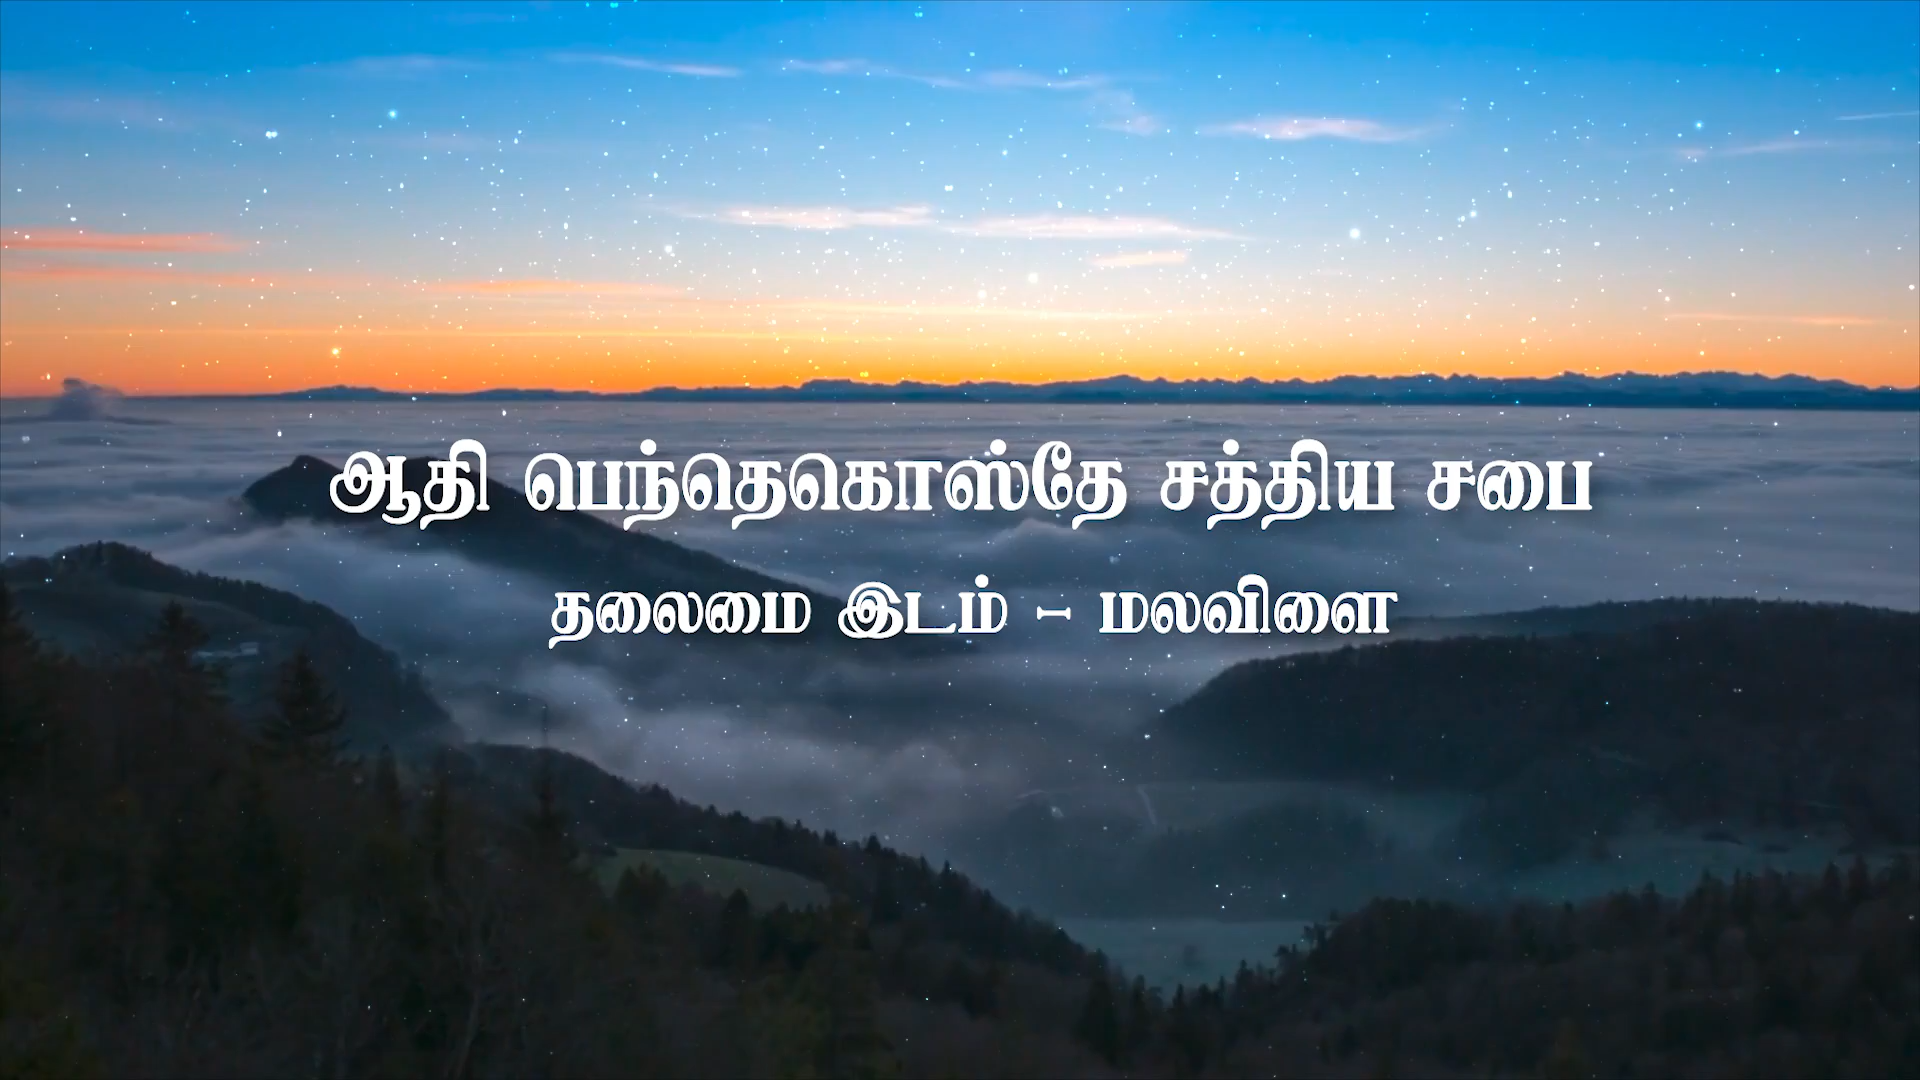 ஆதி பெந்தெகொஸ்தே சத்திய சபை
தலைமை இடம் - மலவிளை